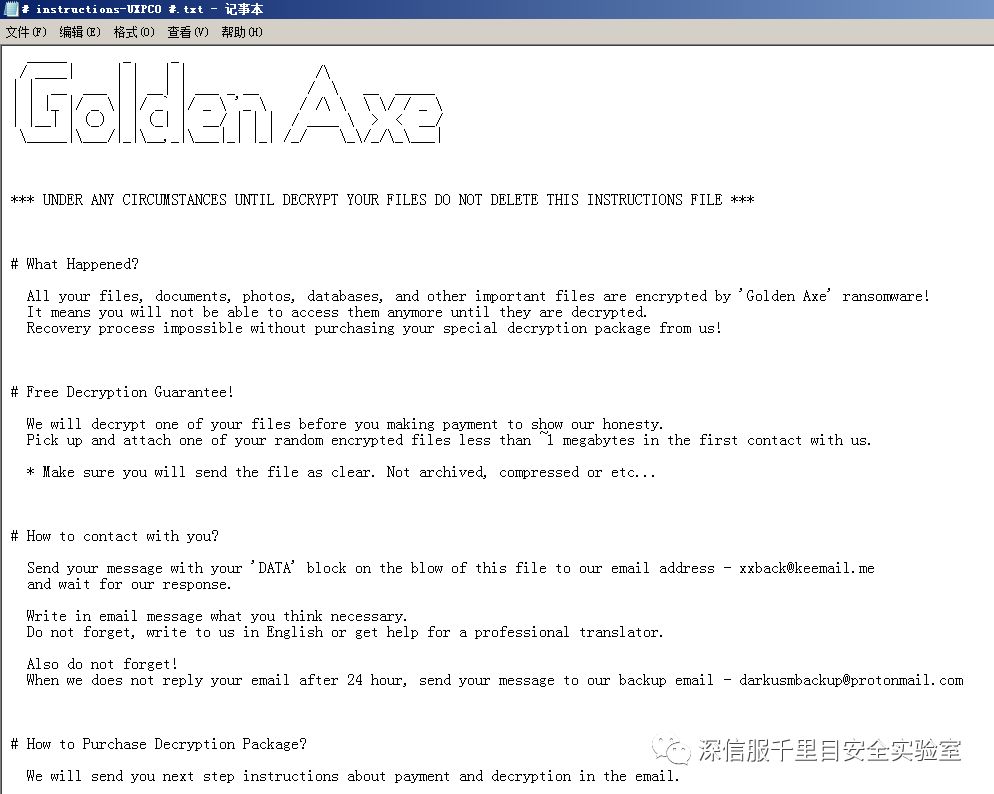 # instructions-UXPCO #.txt - 记事本
文件(F) 编辑(E) 格式(O) 查看(V) 帮助(H)
Golden Axe
*** UNDER ANY CIRCUMSTANCES UNTIL DECRYPT YOUR FILES DO NOT DELETE THIS INSTRUCTIONS FILE ***
# What Happened?
All your files, documents, photos, databases, and other important files are encrypted by 'Golden Axe' ransomware!
It means you will not be able to access them anymore until they are decrypted.
Recovery process impossible without purchasing your special decryption package from us!
# Free Decryption Guarantee!
We will decrypt one of your files before you making payment to show our honesty.
Pick up and attach one of your random encrypted files less than ~1 megabytes in the first contact with us.
* Make sure you will send the file as clear. Not archived, compressed or etc...
# How to contact with you?
Send your message with your 'DATA' block on the blow of this file to our email address - xxback@keemail.me
and wait for our response.
Write in email message what you think necessary.
Do not forget, write to us in English or get help for a professional translator.
Also do not forget!
When we does not reply your email after 24 hour, send your message to our backup email - darkusmbackup@protonmail.com
# How to Purchase Decryption Package?
We will send you next step instructions about payment and decryption in the email.
深信服千里目安全实验室